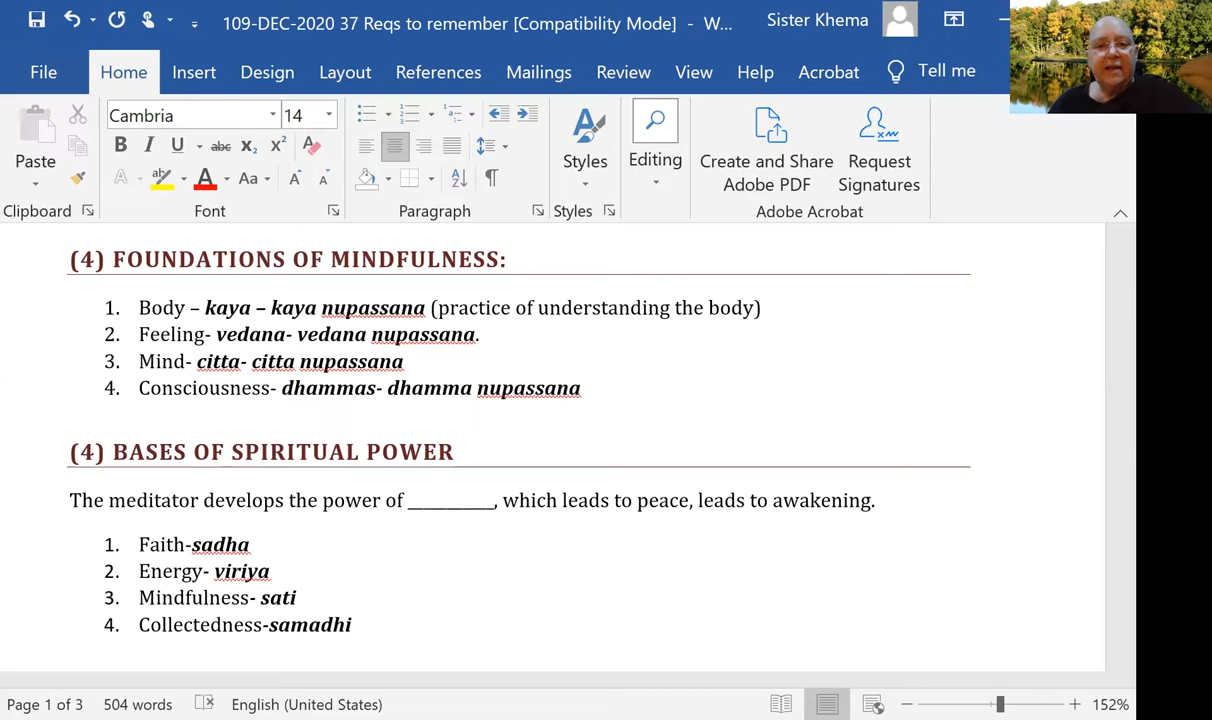 109-DEC-2020 37 Reqs to remember [Compatibility Mode] - W... Sister Khema
File Home Insert Design Layout References Mailings Review View Help Acrobat Tell me
Cambria 14
Paste Styles Editing Create and Share Adobe PDF Request Signatures
Clipboard Font Paragraph Styles Adobe Acrobat
(4) FOUNDATIONS OF MINDFULNESS:
1. Body – kaya – kaya nupassana (practice of understanding the body)
2. Feeling- vedana- vedana nupassana.
3. Mind- citta- citta nupassana
4. Consciousness- dhammas- dhamma nupassana
(4) BASES OF SPIRITUAL POWER
The meditator develops the power of _________, which leads to peace, leads to awakening.
1. Faith-sadha
2. Energy- viriya
3. Mindfulness- sati
4. Collectedness-samadhi
Page 1 of 3 504 words English (United States) 152%